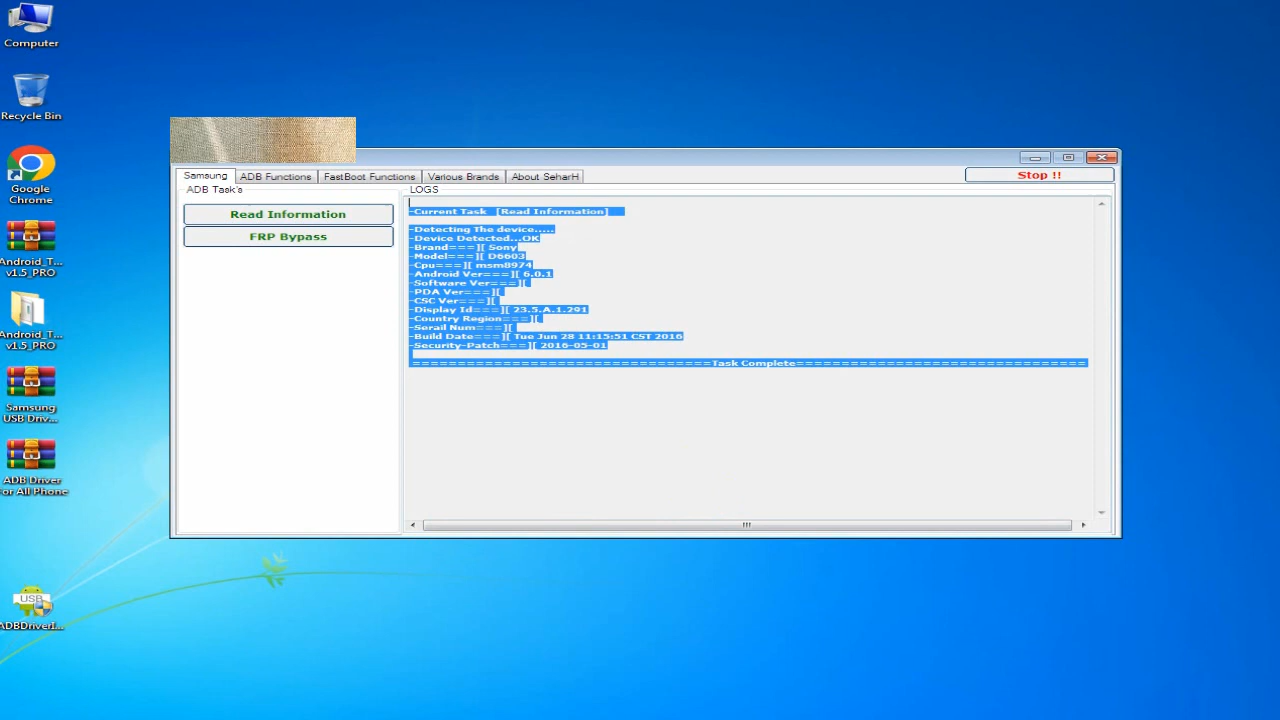 Computer
Recycle Bin
Google
Chrome
Android_T...
v1.5_PRO
Android_T...
v1.5_PRO
Samsung
USB Driv...
ADB Driver
or All Phone
USB
ADBDriverI...
Samsung
ADB Functions
FastBoot Functions
Various Brands
About SeharH
Stop !!
ADB Task's
Read Information
FRP Bypass
LOGS
-Current Task [Read Information]
-Detecting The device.....
-Device Detected...OK
-Brand===][ Sony
-Model===][ D6603
-Cpu===][ msm8974
-Android Ver===][ 6.0.1
-Software Ver===][
-PDA Ver===][
-CSC Ver===][
-Display Id===][ 23.5.A.1.291
-Country Region===][
-Serail Num===][
-Build Date===][ Tue Jun 28 11:15:51 CST 2016
-Security-Patch===][ 2016-05-01
=================================Task Complete================================